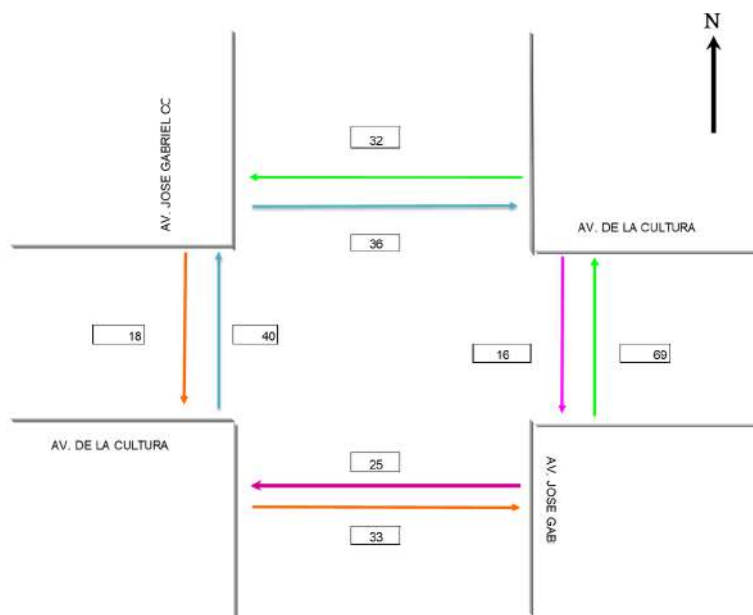 N
AV. JOSE GABRIEL CC
32
36
AV. DE LA CULTURA
18
40
16
69
AV. DE LA CULTURA
25
33
AV. JOSE GAB